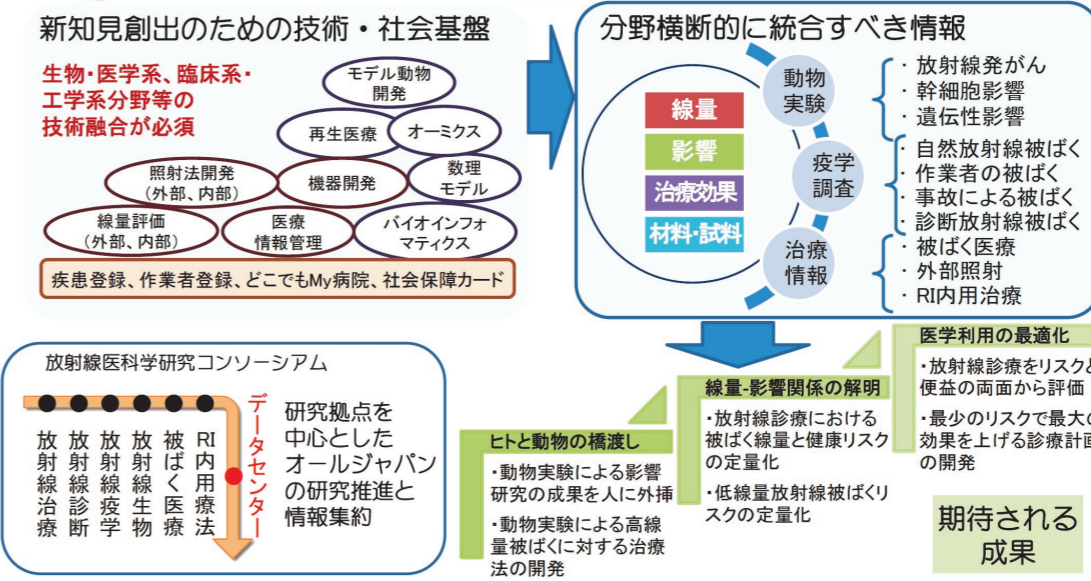 新知見創出のための技術・社会基盤
生物・医学系、臨床系・
工学系分野等の
技術融合が必須
モデル動物
開発
再生医療
オーミクス
照射法開発
(外部、内部)
機器開発
数理
モデル
線量評価
(外部、内部)
医療
情報管理
バイオインフォ
マティクス
疾患登録、作業者登録、どこでもMy病院、社会保障カード
分野横断的に統合すべき情報
線量
影響
治療効果
材料・試料
動物
実験
・放射線発がん
・幹細胞影響
・遺伝性影響
疫学
調査
・自然放射線被ばく
・作業者の被ばく
・事故による被ばく
・診断放射線被ばく
治療
情報
・被ばく医療
・外部照射
・RI内用治療
放射線医科学研究コンソーシアム
放射線治療
放射線診断
放射線疫学
放射線生物
被ばく医療
RI内用療法
データセンター
研究拠点を
中心とした
オールジャパン
の研究推進と
情報集約
ヒトと動物の橋渡し
・動物実験による影響
研究の成果を人に外挿
・動物実験による高線
量被ばくに対する治療
法の開発
線量-影響関係の解明
・放射線診療における
被ばく線量と健康リスク
の定量化
・低線量放射線被ばくリ
スクの定量化
医学利用の最適化
・放射線診療をリスクと
便益の両面から評価
・最少のリスクで最大の
効果を上げる診療計画
の開発
期待される
成果